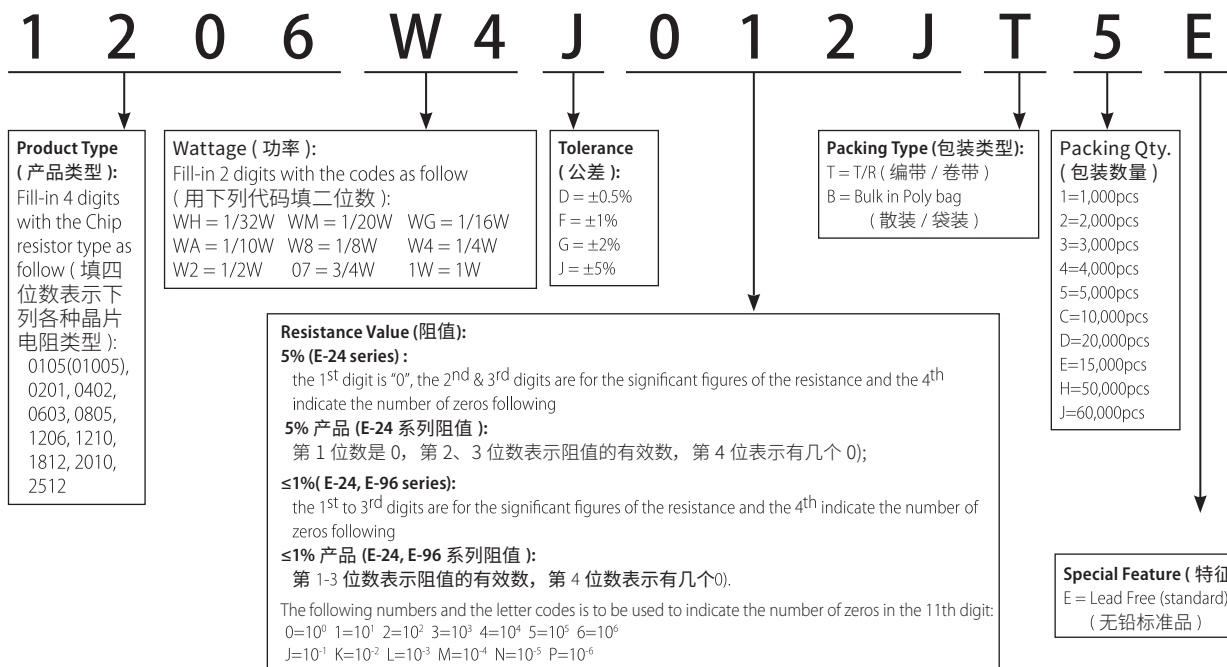 1 2 0 6 W 4 J 0 1 2 J T 5 E
Product Type
( 产品类型 ):
Fill-in 4 digits
with the Chip
resistor type as
follow ( 填四
位数表示下
列各种晶片
电阻类型 ):
0105(01005),
0201, 0402,
0603, 0805,
1206, 1210,
1812, 2010,
2512
Wattage ( 功率 ):
Fill-in 2 digits with the codes as follow
( 用下列代码填二位数 ):
WH = 1/32W WM = 1/20W WG = 1/16W
WA = 1/10W W8 = 1/8W W4 = 1/4W
W2 = 1/2W 07 = 3/4W 1W = 1W
Tolerance
( 公差 ):
D = ±0.5%
F = ±1%
G = ±2%
J = ±5%
Packing Type (包装类型):
T = T/R ( 编带 / 卷带 )
B = Bulk in Poly bag
( 散装 / 袋装 )
Packing Qty.
( 包装数量 )
1=1,000pcs
2=2,000pcs
3=3,000pcs
4=4,000pcs
5=5,000pcs
C=10,000pcs
D=20,000pcs
E=15,000pcs
H=50,000pcs
J=60,000pcs
Resistance Value (阻值):
5% (E-24 series) :
the 1st digit is "0", the 2nd & 3rd digits are for the significant figures of the resistance and the 4th
indicate the number of zeros following
5% 产品 (E-24 系列阻值 ):
第 1 位数是 0，第 2、3 位数表示阻值的有效数，第 4 位表示有几个 0);
≤1%( E-24, E-96 series):
the 1st to 3rd digits are for the significant figures of the resistance and the 4th indicate the number of
zeros following
≤1% 产品 (E-24, E-96 系列阻值 ):
第 1-3 位数表示阻值的有效数，第 4 位数表示有几个0).
The following numbers and the letter codes is to be used to indicate the number of zeros in the 11th digit:
0=10⁰ 1=10¹ 2=10² 3=10³ 4=10⁴ 5=10⁵ 6=10⁶
J=10⁻¹ K=10⁻² L=10⁻³ M=10⁻⁴ N=10⁻⁵ P=10⁻⁶
Special Feature ( 特征
E = Lead Free (standard)
( 无铅标准品 )